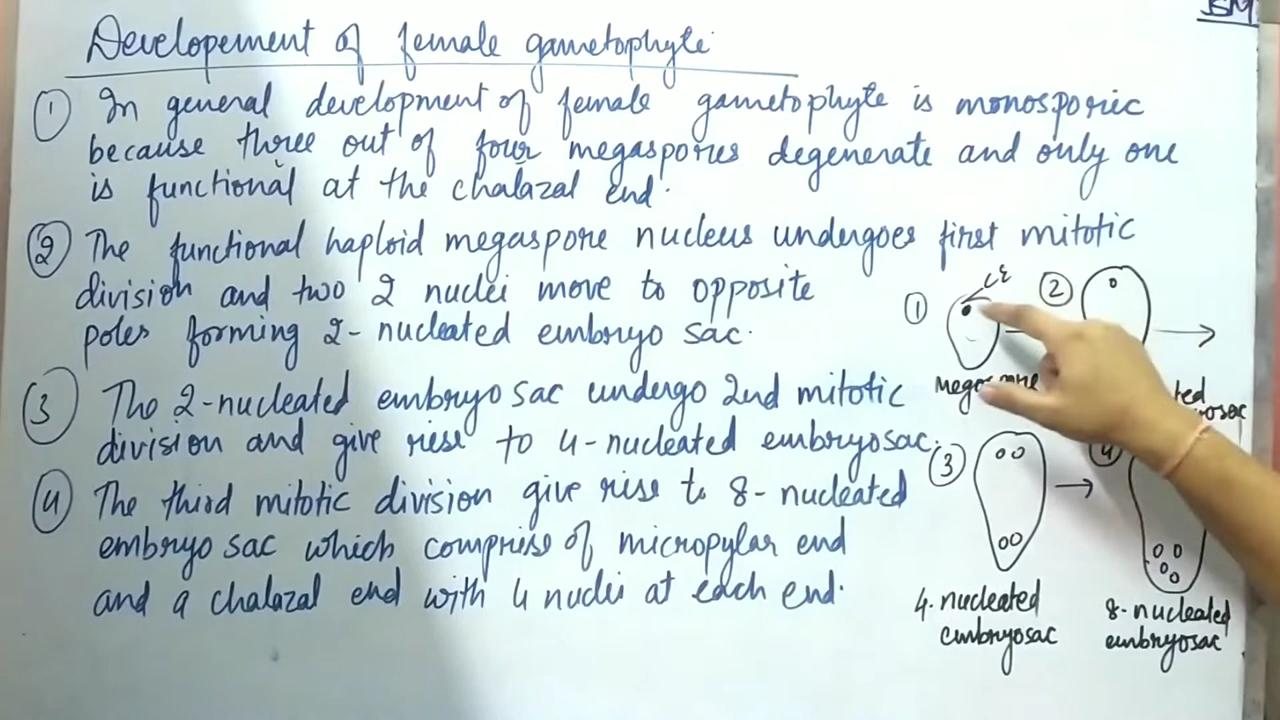 SM
Developement of female gametophyte
① In general development of female gametophyte is monosporic
because three out of four megaspores degenerate and only one
is functional at the chalazal end.
② The functional haploid megaspore nucleus undergoes first mitotic
division and two 2 nuclei move to opposite
poles forming 2-nucleated embryo sac.
③ The 2-nucleated embryo sac undergo 2nd mitotic
division and give rise to 4-nucleated embryosac.
④ The third mitotic division give rise to 8-nucleated
embryo sac which comprise of micropylar end
and a chalazal end with 4 nuclei at each end.
① CE ②
③ ④
4-nucleated
embryosac
8-nucleated
embryosac